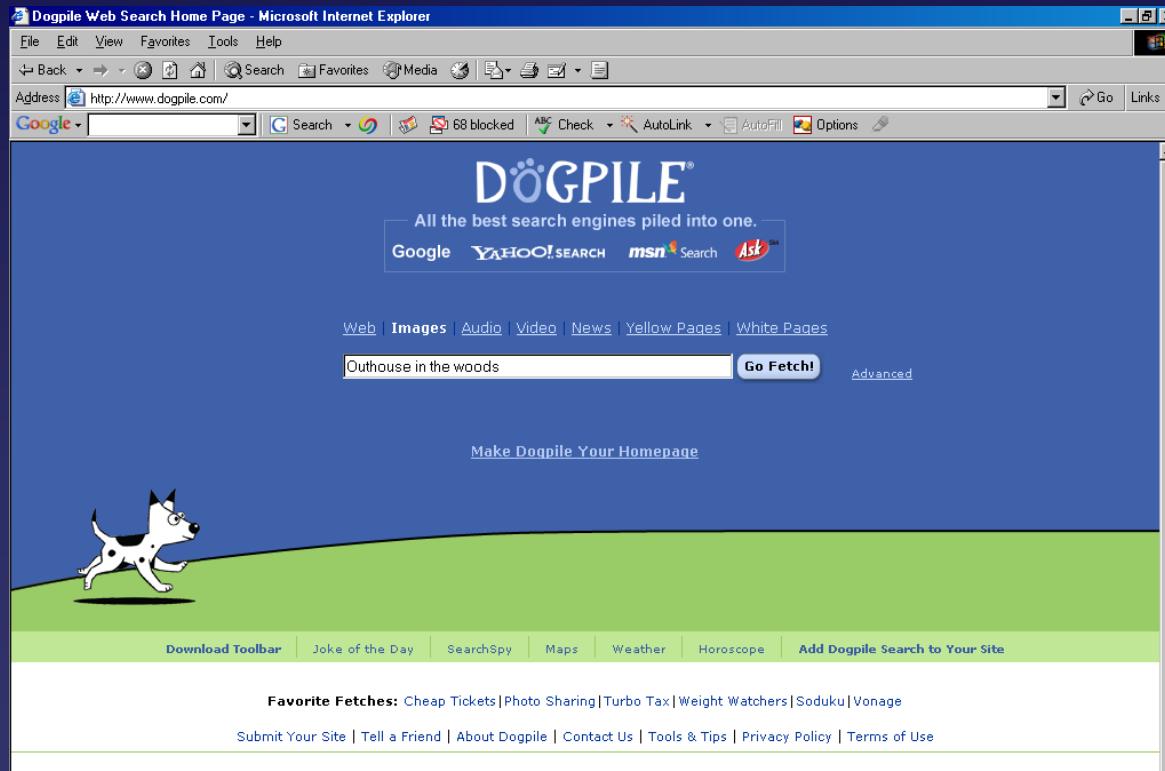 Dogpile Web Search Home Page - Microsoft Internet Explorer
File Edit View Favorites Tools Help
Back Search Favorites Media
Address http://www.dogpile.com/ Go Links
Google Search 68 blocked ABC Check AutoLink AutoFill Options
DOGPILE®
All the best search engines piled into one.
Google YAHOO! SEARCH msn Search Ask SM
Web | Images | Audio | Video | News | Yellow Pages | White Pages
Outhouse in the woods Go Fetch! Advanced
Make Dogpile Your Homepage
Download Toolbar Joke of the Day SearchSpy Maps Weather Horoscope Add Dogpile Search to Your Site
Favorite Fetches: Cheap Tickets|Photo Sharing|Turbo Tax|Weight Watchers|Soduku|Vonage
Submit Your Site | Tell a Friend | About Dogpile | Contact Us | Tools & Tips | Privacy Policy | Terms of Use